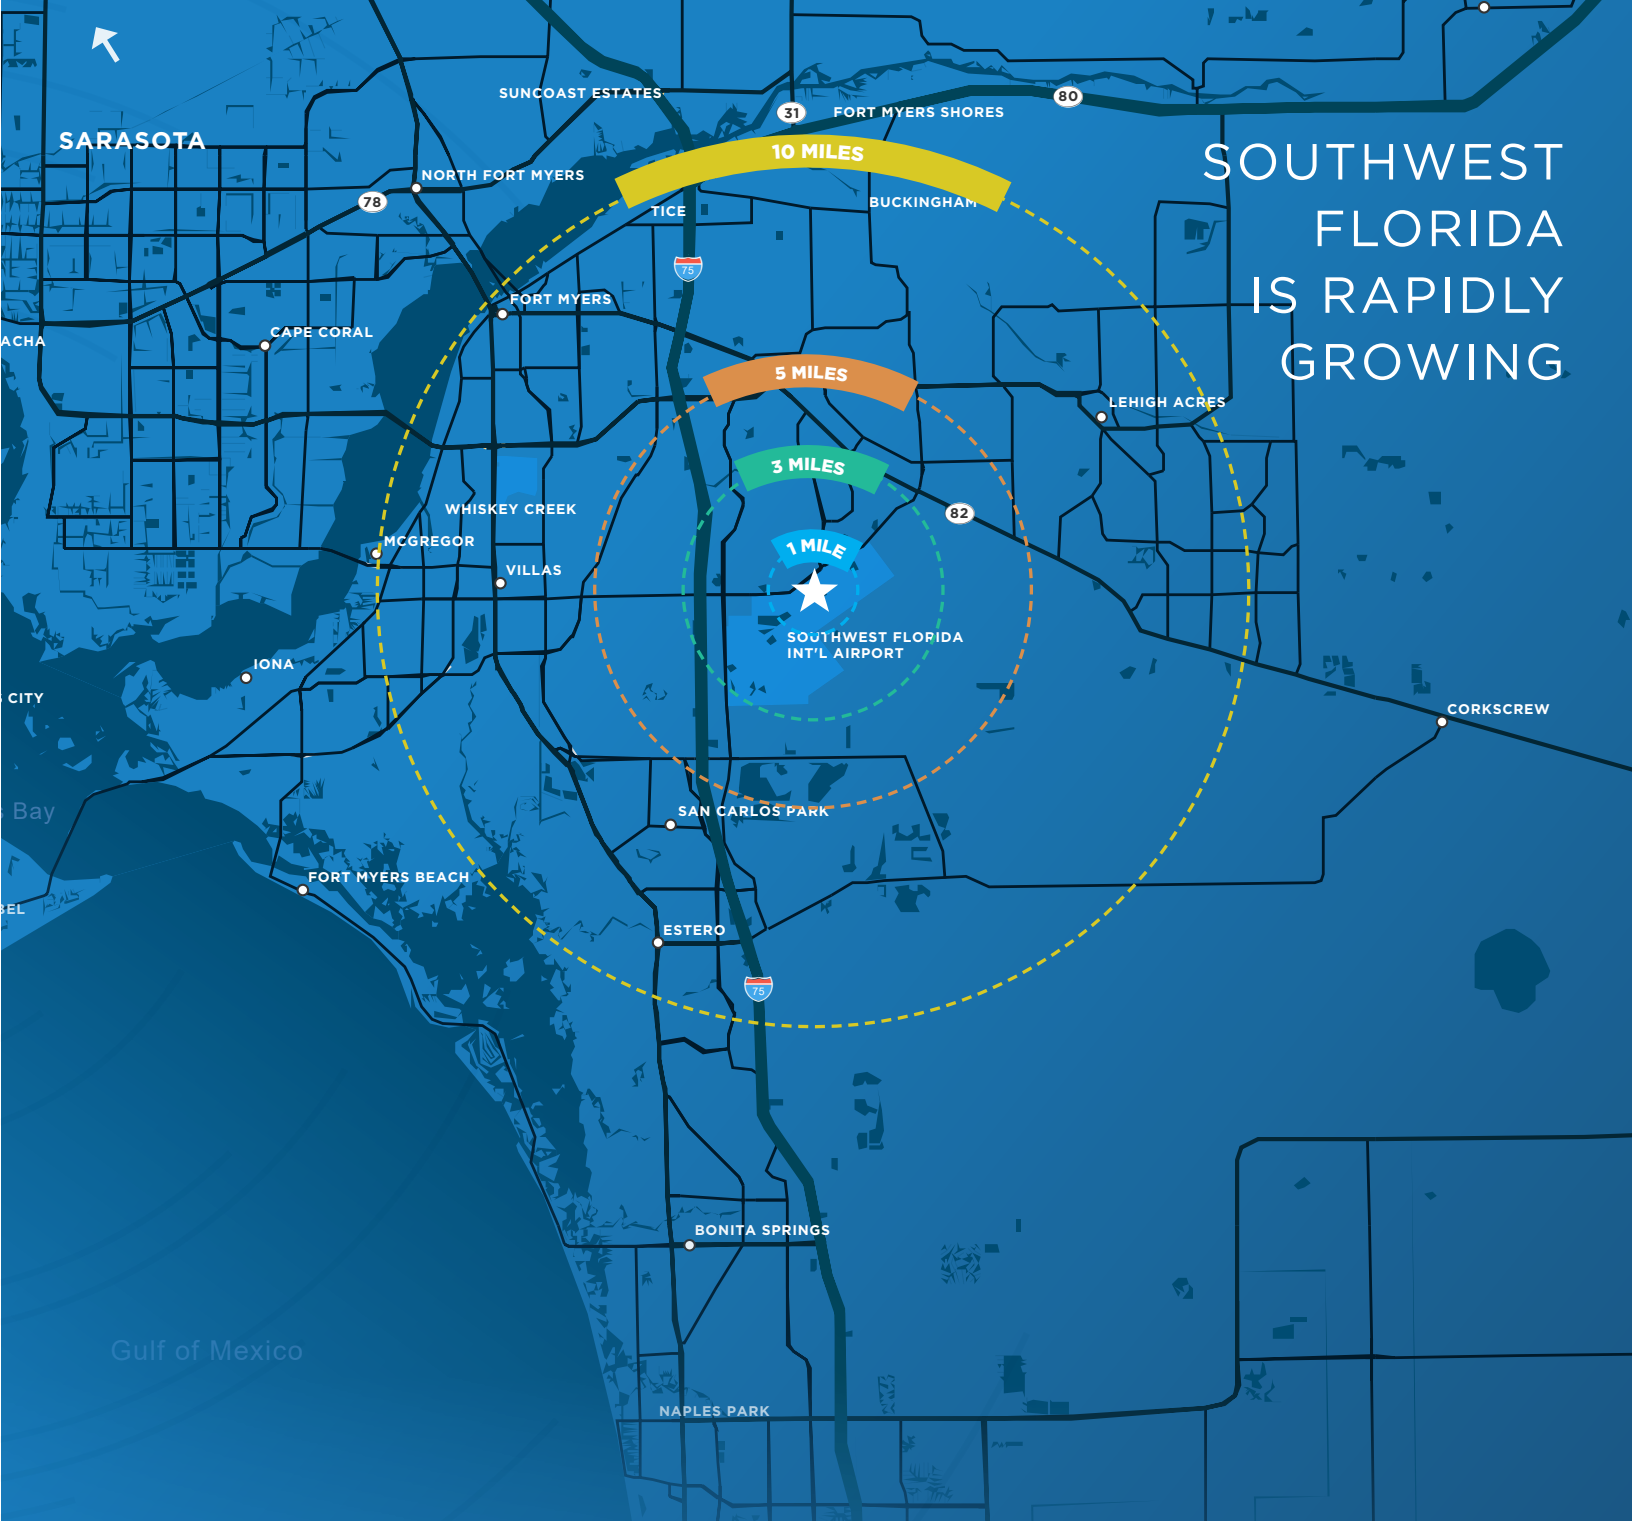 SUNCOAST ESTATES
31
80
FORT MYERS SHORES
SARASOTA
SOUTHWEST
FLORIDA
IS RAPIDLY
GROWING
10 MILES
NORTH FORT MYERS
78
TICE
BUCKINGHAM
75
FORT MYERS
CAPE CORAL
ACHA
5 MILES
LEHIGH ACRES
3 MILES
WHISKEY CREEK
82
MCGREGOR
1 MILE
VILLAS
SOUTHWEST FLORIDA
INT'L AIRPORT
IONA
CITY
CORKSCREW
Bay
SAN CARLOS PARK
FORT MYERS BEACH
BEL
ESTERO
75
BONITA SPRINGS
Gulf of Mexico
NAPLES PARK